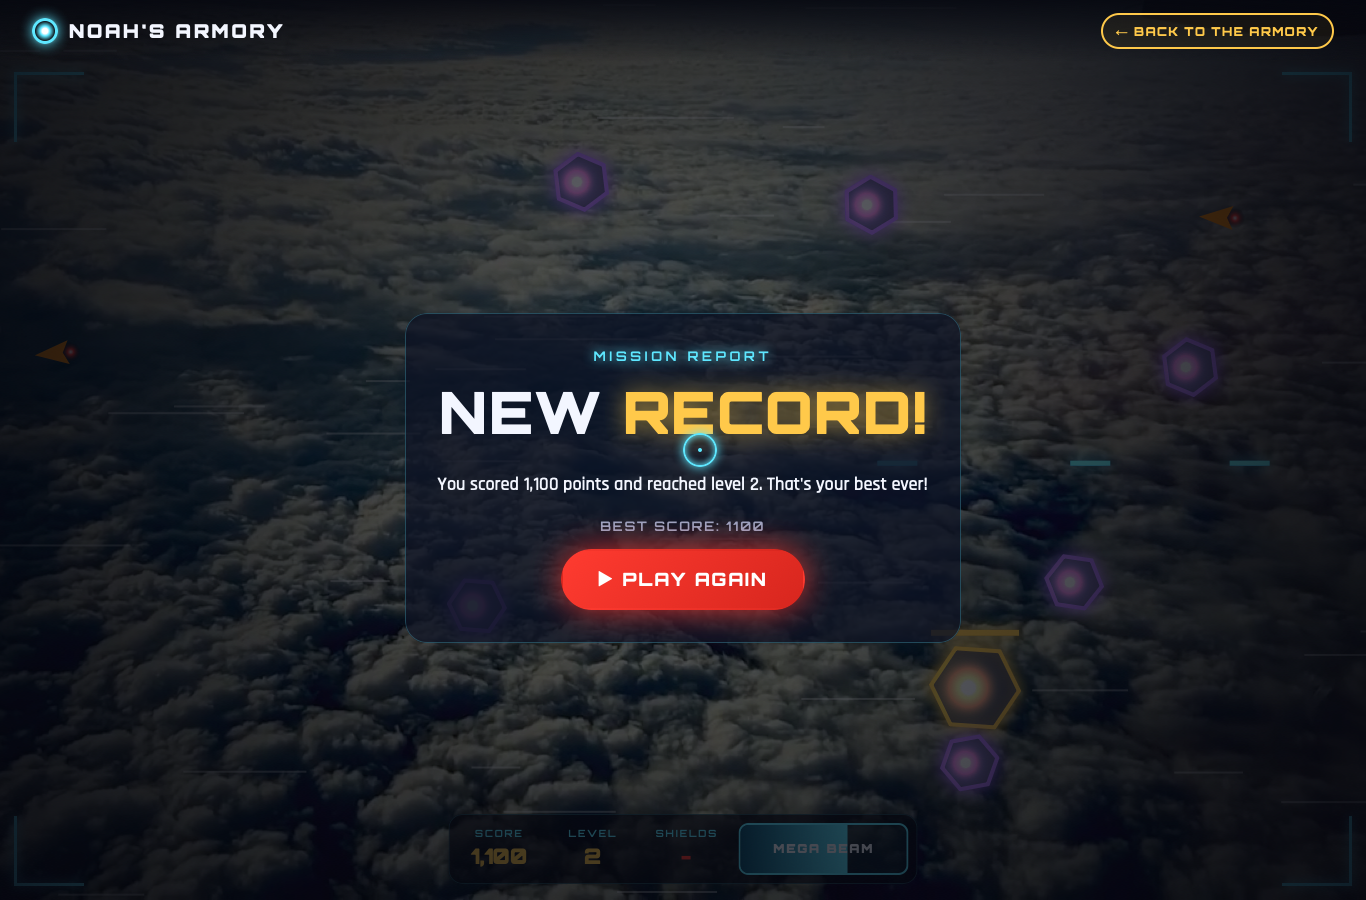 NOAH'S ARMORY
← BACK TO THE ARMORY
MISSION REPORT
NEW RECORD!
You scored 1,100 points and reached level 2. That's your best ever!
BEST SCORE: 1100
▶ PLAY AGAIN
SCORE LEVEL SHIELDS
1,100 2 -
MEGA BEAM